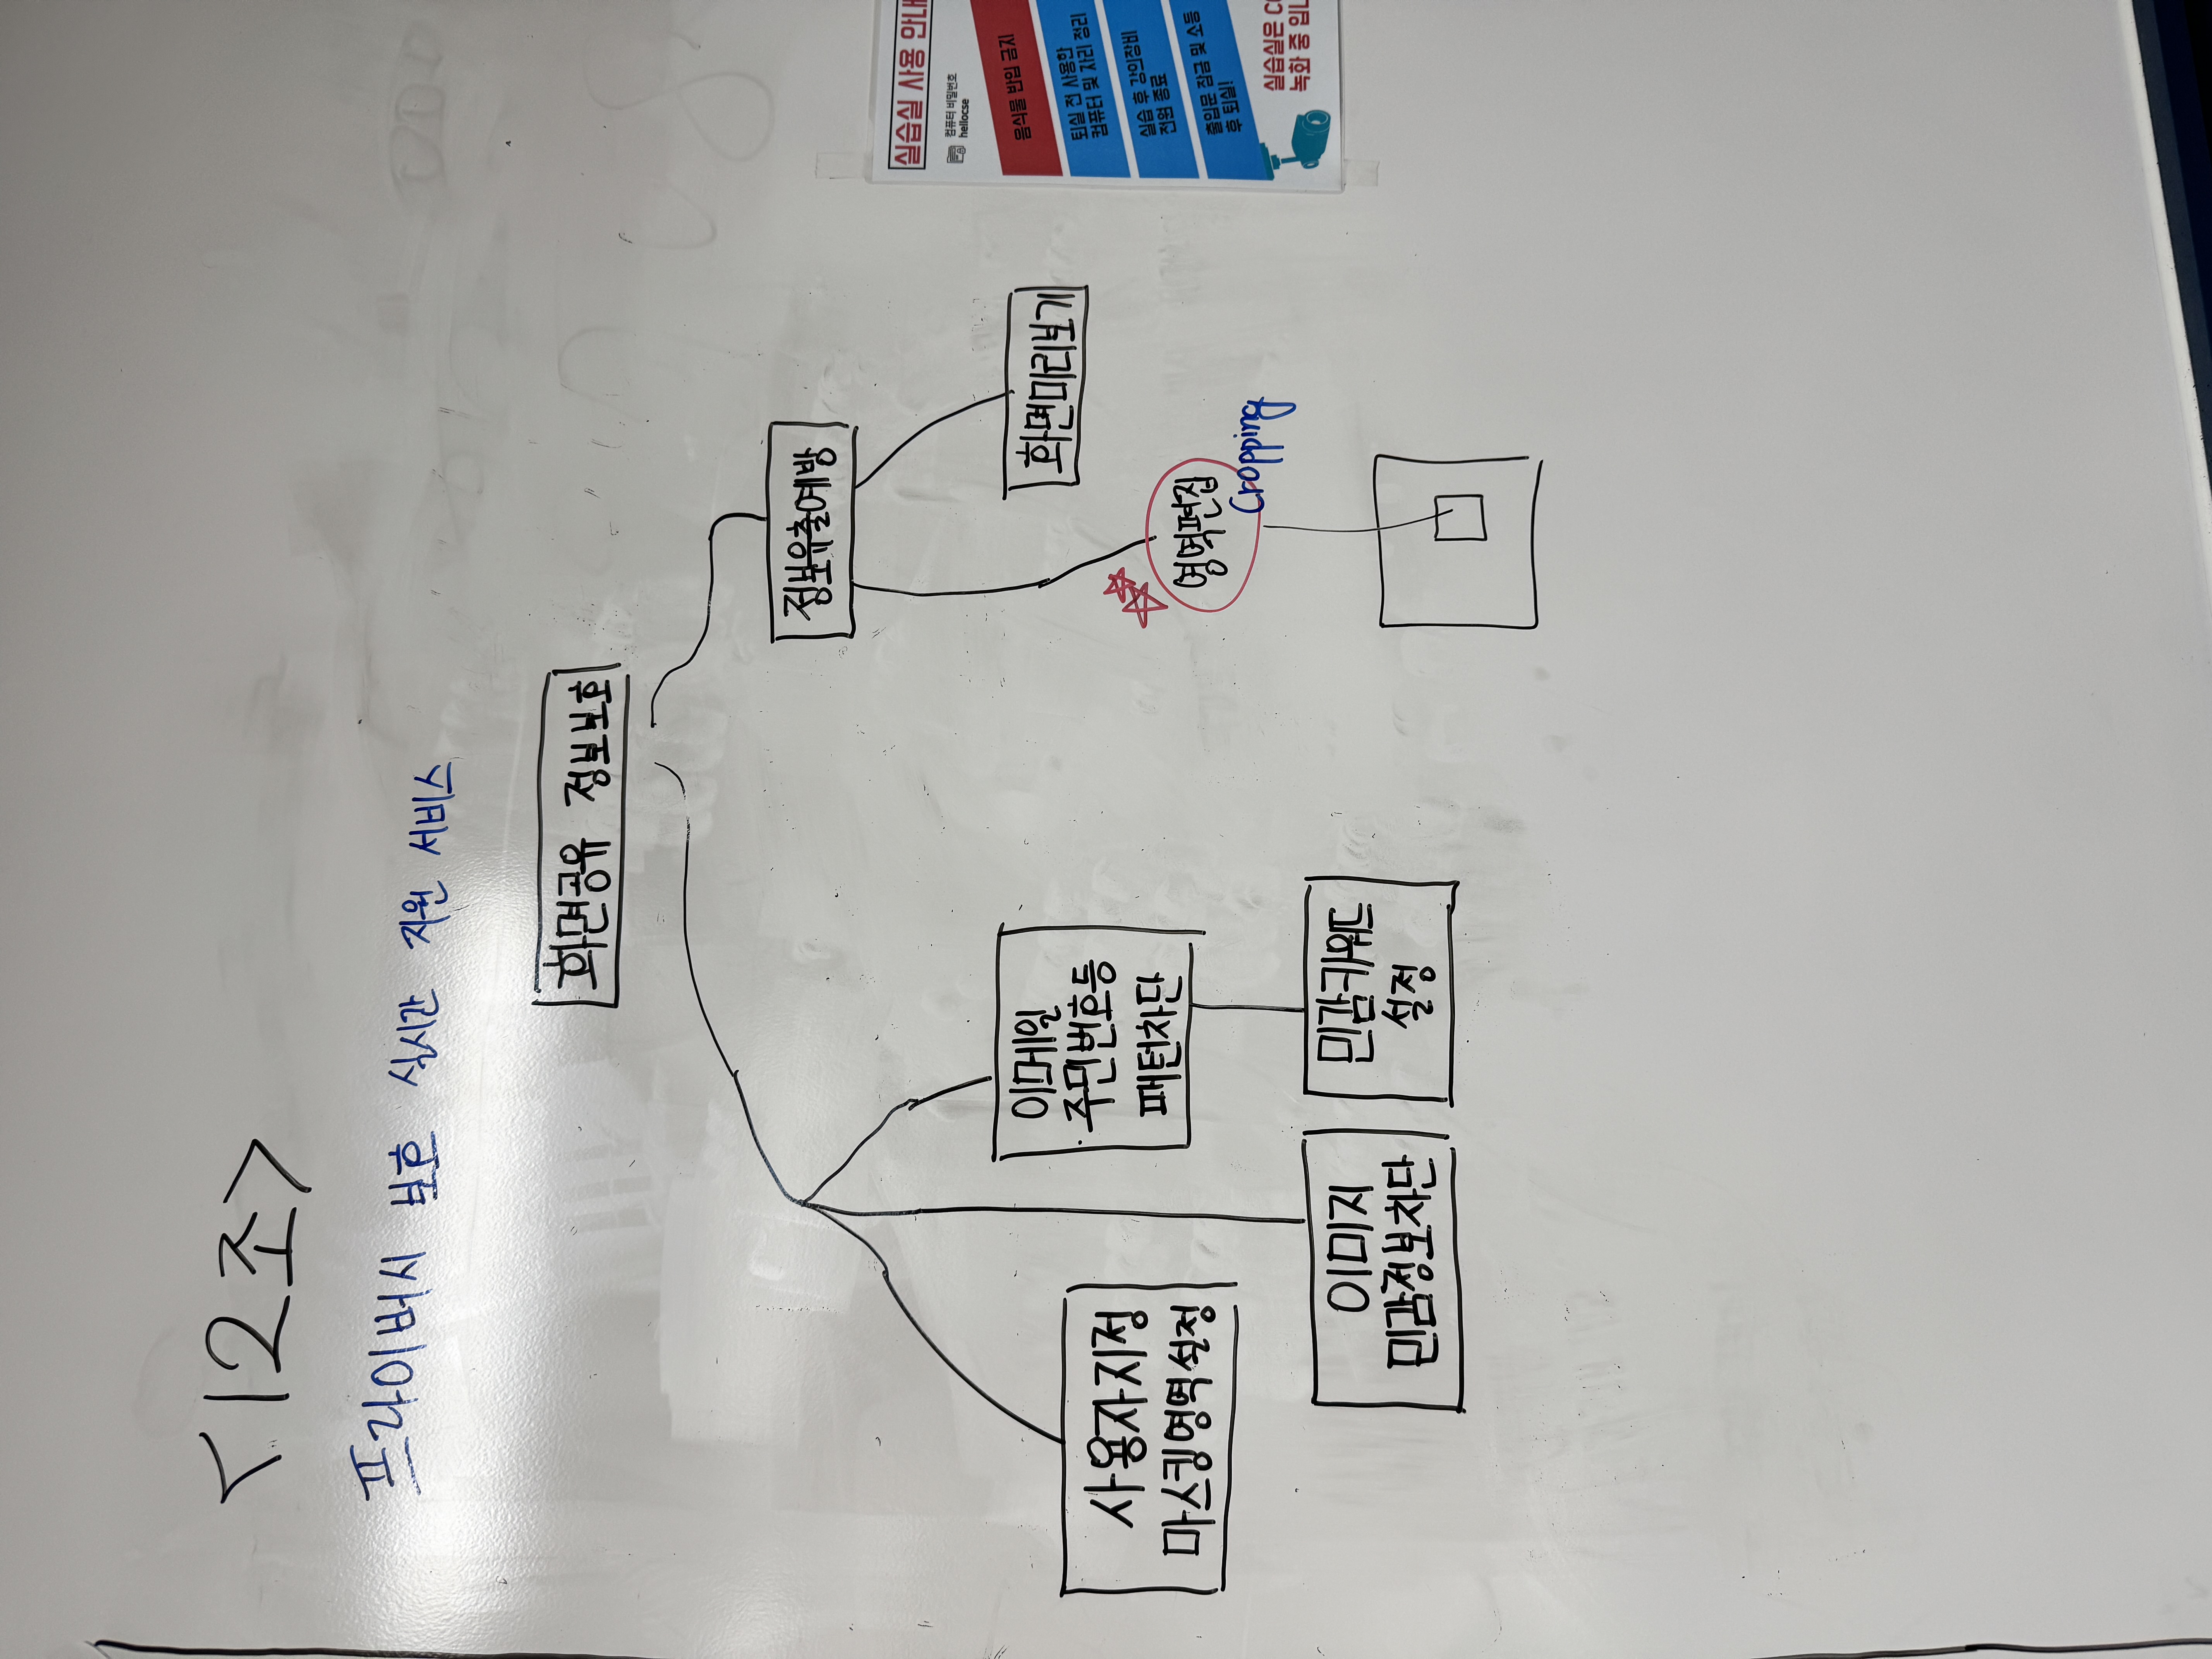 <12조>
프라이버시 보호 실시간 지원 서비스
화면공유 정보보호
정보유출예방
이메일
주민번호등
패턴차단
화면미리보기
사용자지정
마스킹영역설정
영역편집
Cropping
이미지
민감정보차단
민감키워드
설정
실습실 사용 안내
컴퓨터 비밀번호
hellocse
음식물 반입 금지
퇴실 전 사용한
컴퓨터 및 자리 정리
실습 후 강의장비
전원 종료
출입문 잠금 및 소등
후 퇴실!
실습실은
녹화 중